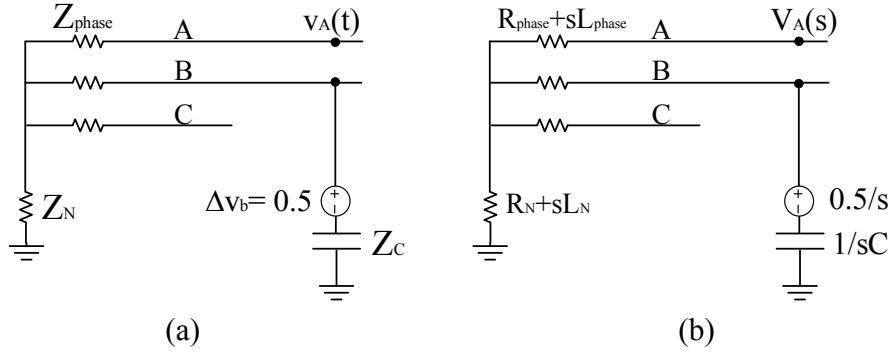 Zphase A vA(t)
B
C
ZN Δvb= 0.5
ZC
(a)
Rphase+sLphase A VA(s)
B
C
RN+sLN 0.5/s
1/sC
(b)